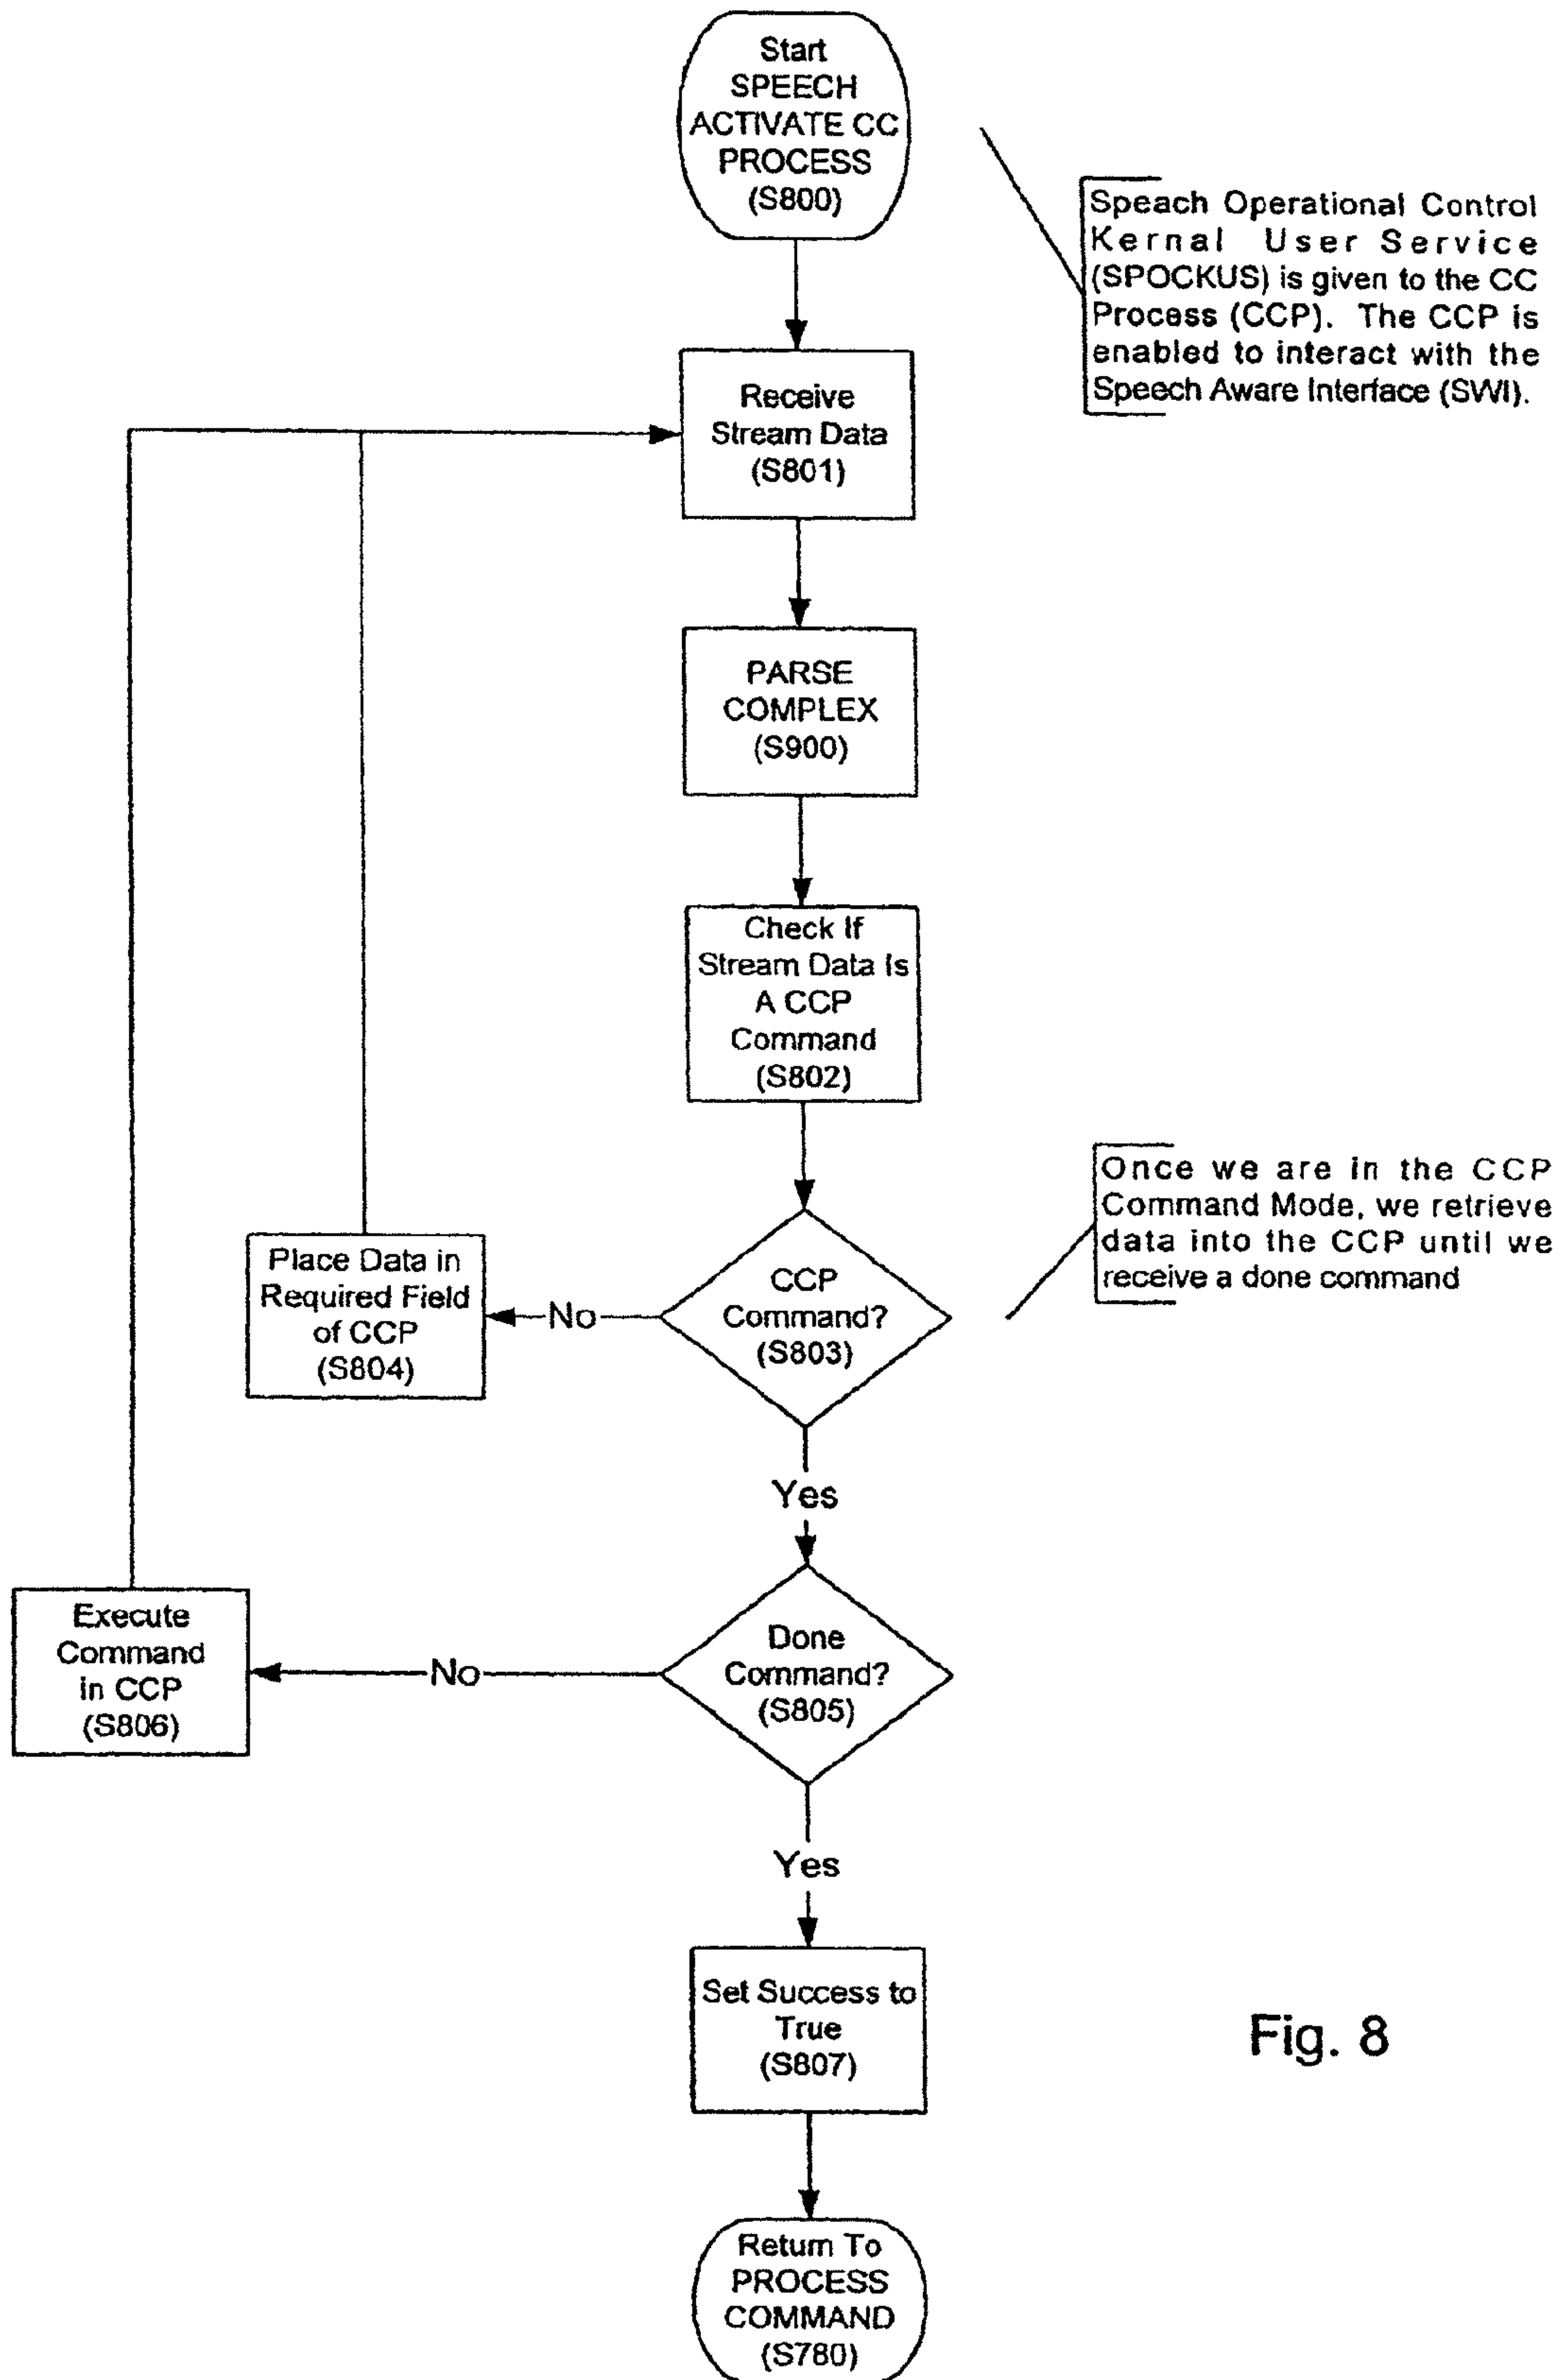 Start
SPEECH
ACTIVATE CC
PROCESS
(S800)
Speach Operational Control
Kernal User Service
(SPOCKUS) is given to the CC
Process (CCP). The CCP is
enabled to interact with the
Speech Aware Interface (SWI).
Receive
Stream Data
(S801)
PARSE
COMPLEX
(S900)
Check If
Stream Data Is
A CCP
Command
(S802)
Once we are in the CCP
Command Mode, we retrieve
data into the CCP until we
receive a done command
CCP
Command?
(S803)
No
Place Data in
Required Field
of CCP
(S804)
Yes
Done
Command?
(S805)
No
Execute
Command
in CCP
(S806)
Yes
Set Success to
True
(S807)
Fig. 8
Return To
PROCESS
COMMAND
(S780)